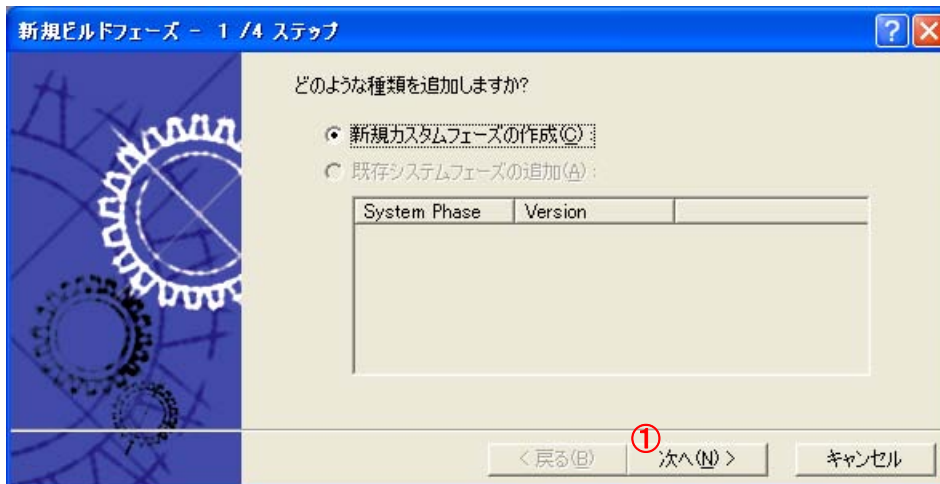 新規ビルドフェーズ - 1 /4 ステップ
どのような種類を追加しますか?
新規カスタムフェーズの作成(C) :
既存システムフェーズの追加(A) :
System Phase Version
①
< 戻る(B) 次へ(N) > キャンセル